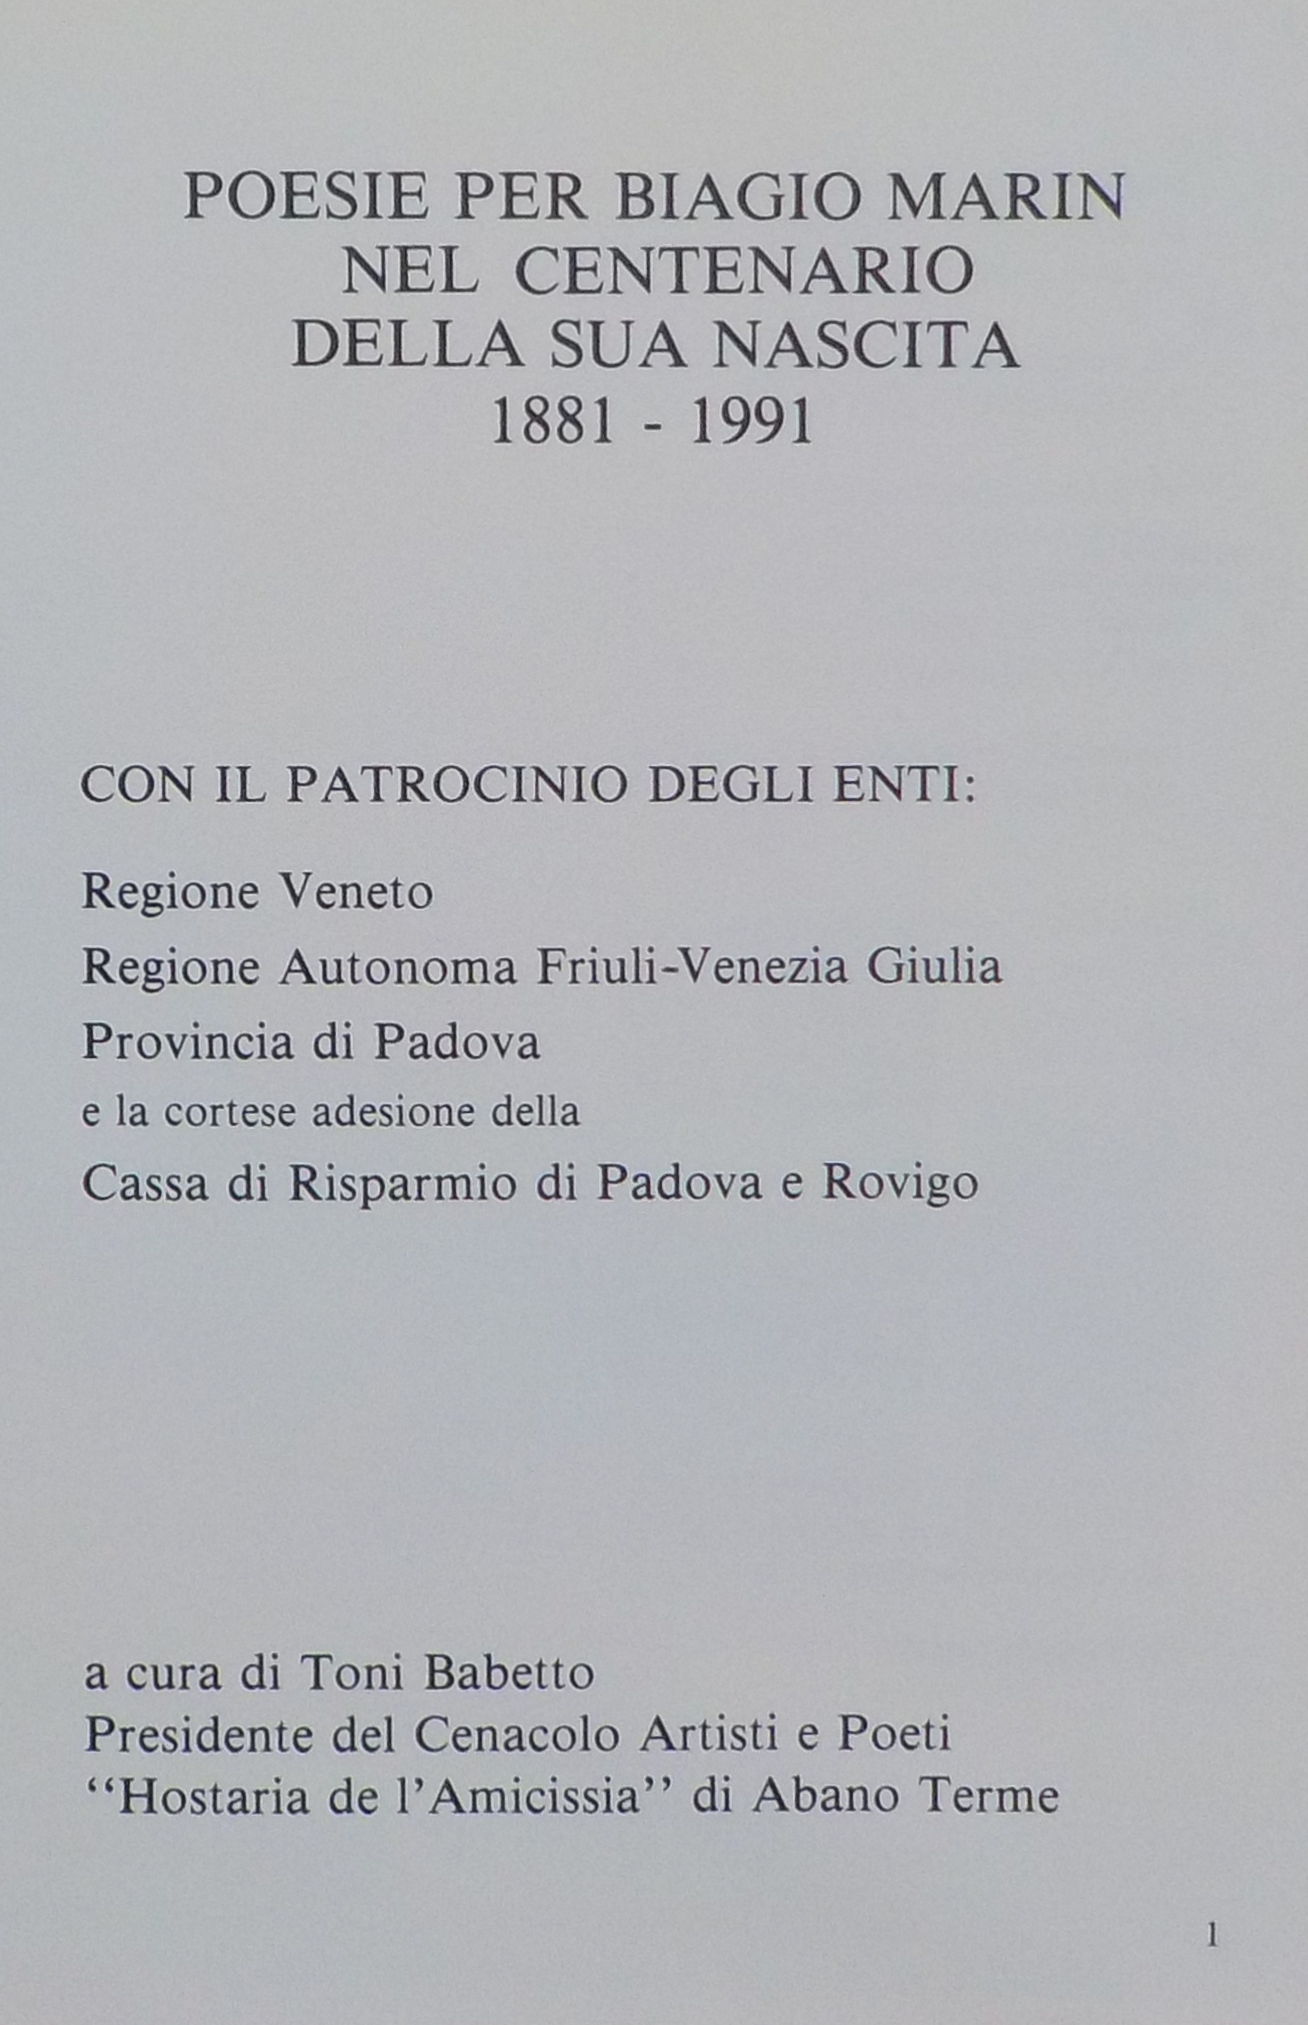 POESIE PER BIAGIO MARIN
NEL CENTENARIO
DELLA SUA NASCITA
1881 - 1991
CON IL PATROCINIO DEGLI ENTI:
Regione Veneto
Regione Autonoma Friuli-Venezia Giulia
Provincia di Padova
e la cortese adesione della
Cassa di Risparmio di Padova e Rovigo
a cura di Toni Babetto
Presidente del Cenacolo Artisti e Poeti
‘‘Hostaria de l’Amicissia’’ di Abano Terme
1